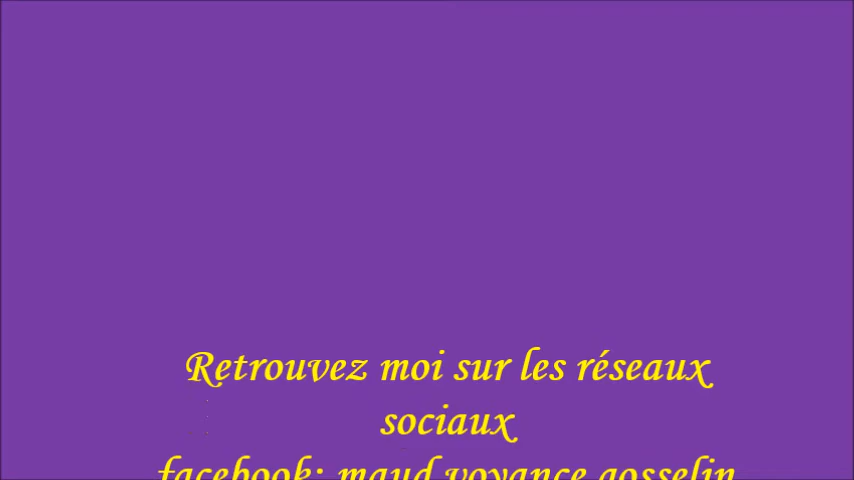 Retrouvez moi sur les réseaux
sociaux
facebook: maud voyance gosselin